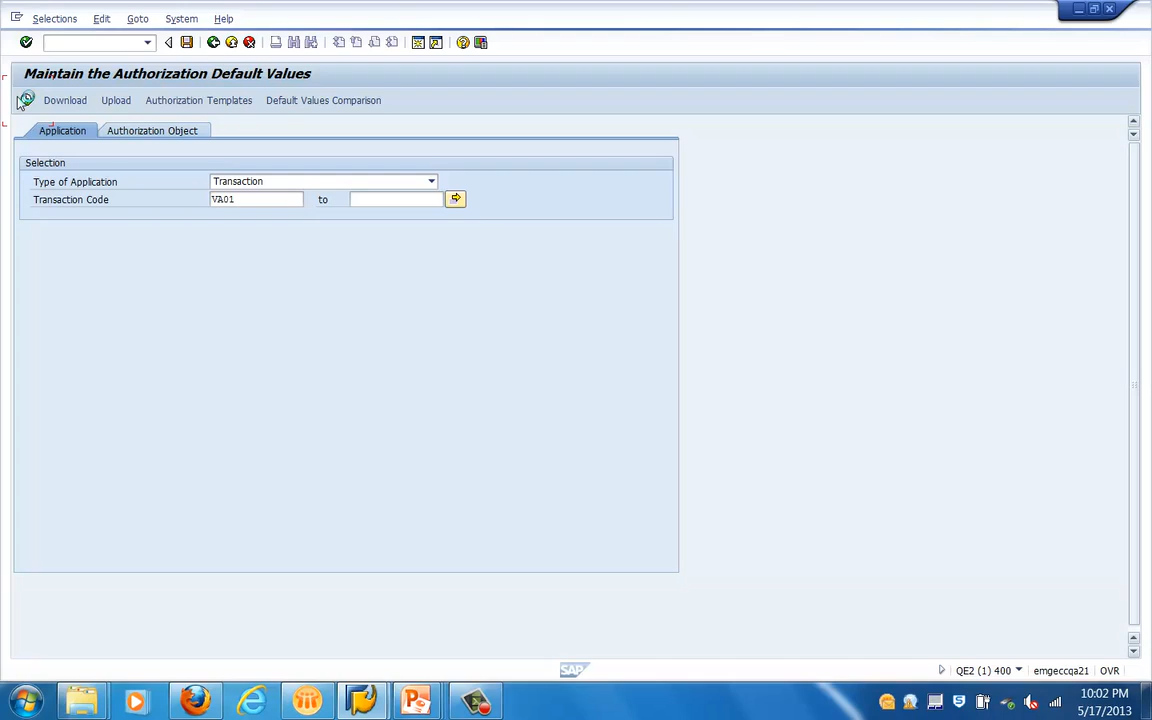 Selections Edit Goto System Help
Maintain the Authorization Default Values
Download Upload Authorization Templates Default Values Comparison
Application Authorization Object
Selection
Type of Application Transaction
Transaction Code VA01 to
SAP
QE2 (1) 400 emgeccqa21 OVR
10:02 PM
5/17/2013